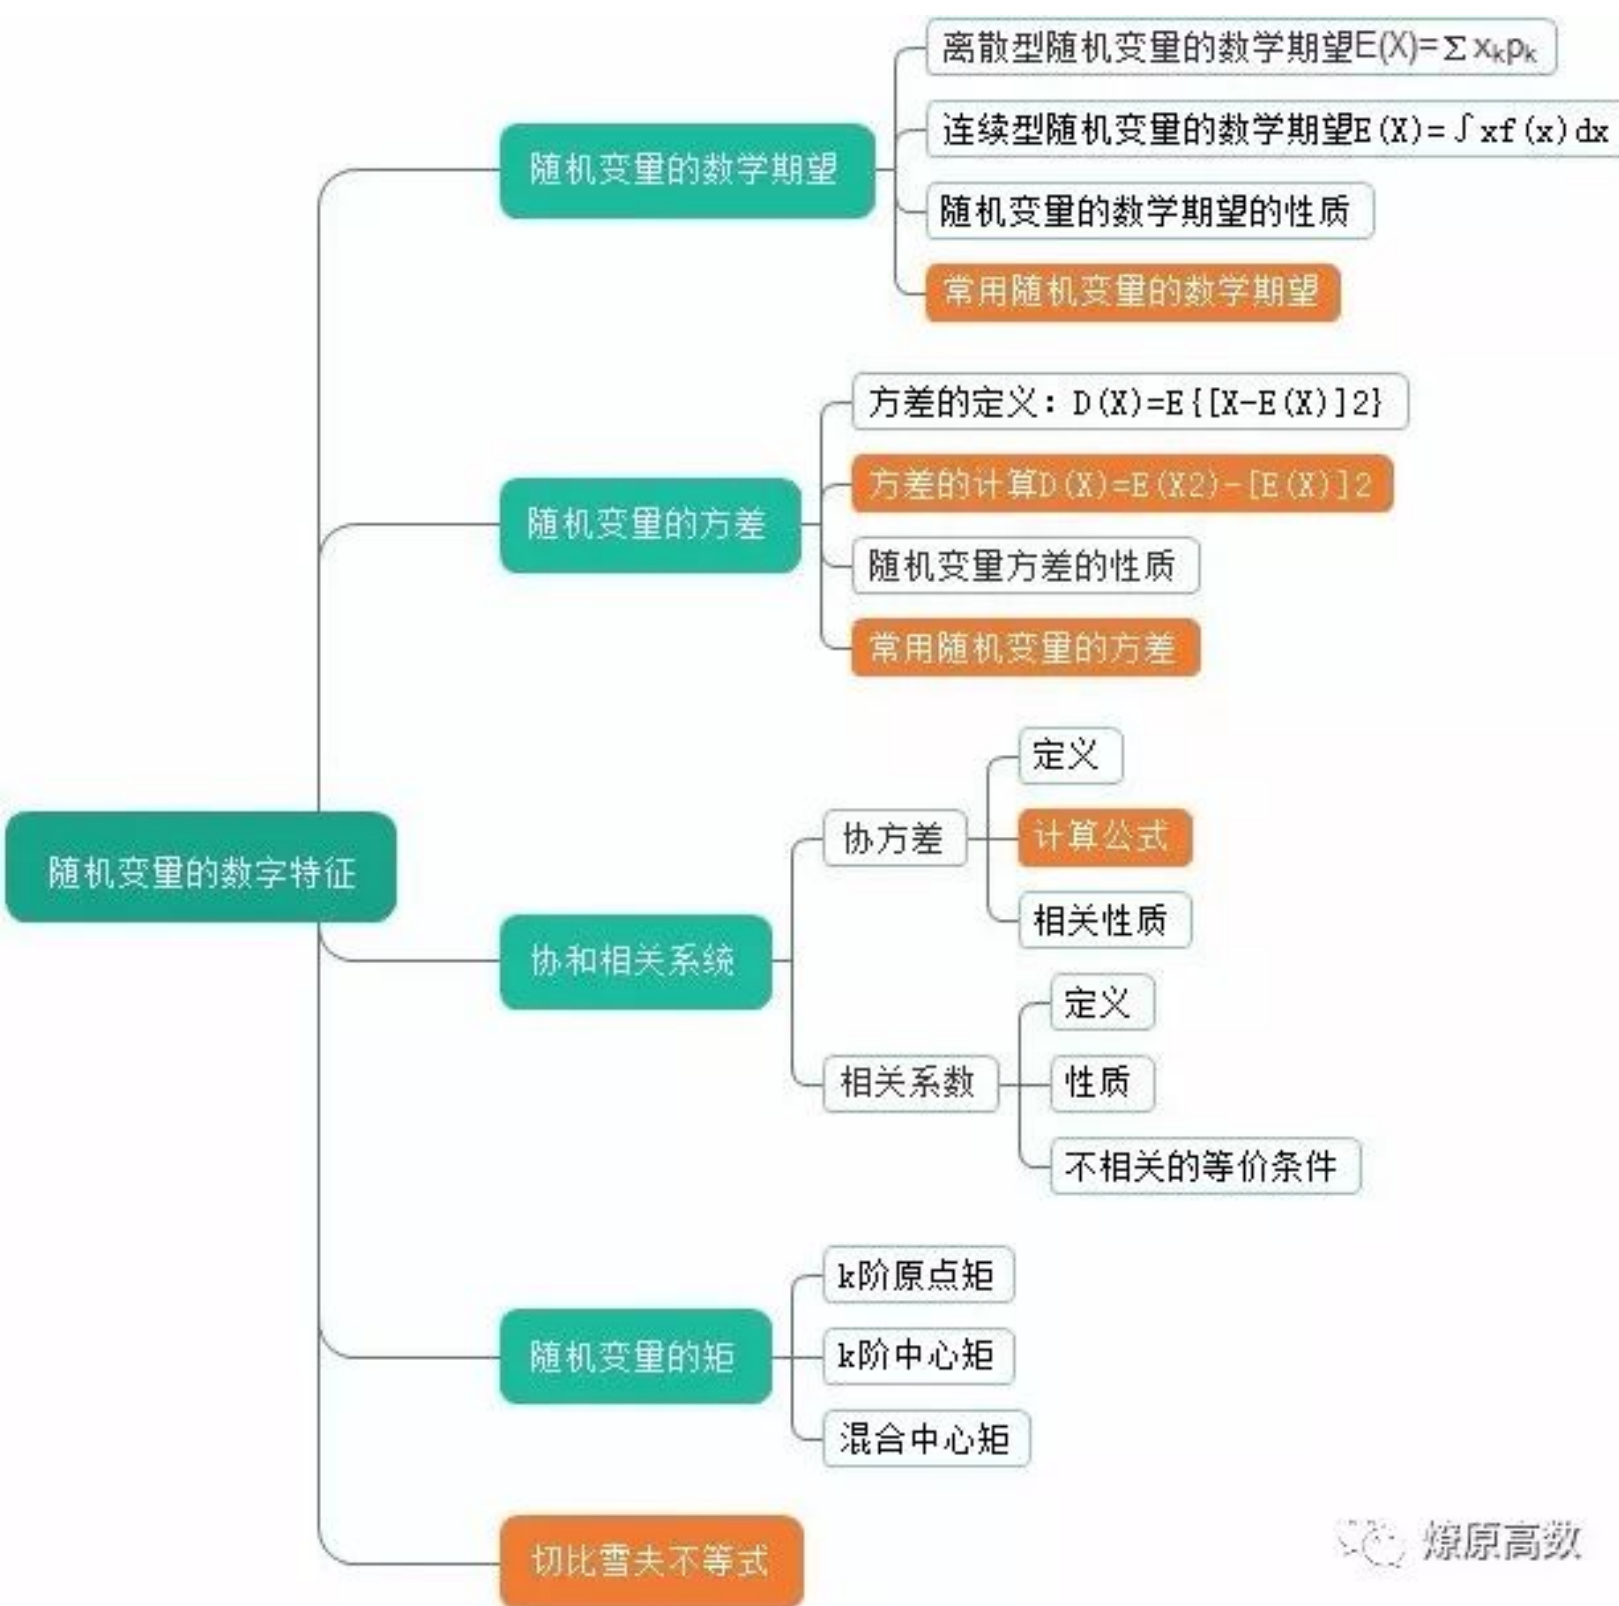 离散型随机变量的数学期望E(X)=∑xₖpₖ
连续型随机变量的数学期望E(X)=∫xf(x)dx
随机变量的数学期望
随机变量的数学期望的性质
常用随机变量的数学期望
方差的定义：D(X)=E{[X-E(X)]2}
方差的计算D(X)=E(X2)-[E(X)]2
随机变量的方差
随机变量方差的性质
常用随机变量的方差
定义
协方差
计算公式
随机变量的数字特征
相关性质
协和相关系统
定义
相关系数
性质
不相关的等价条件
k阶原点矩
随机变量的矩
k阶中心矩
混合中心矩
切比雪夫不等式
燎原高数